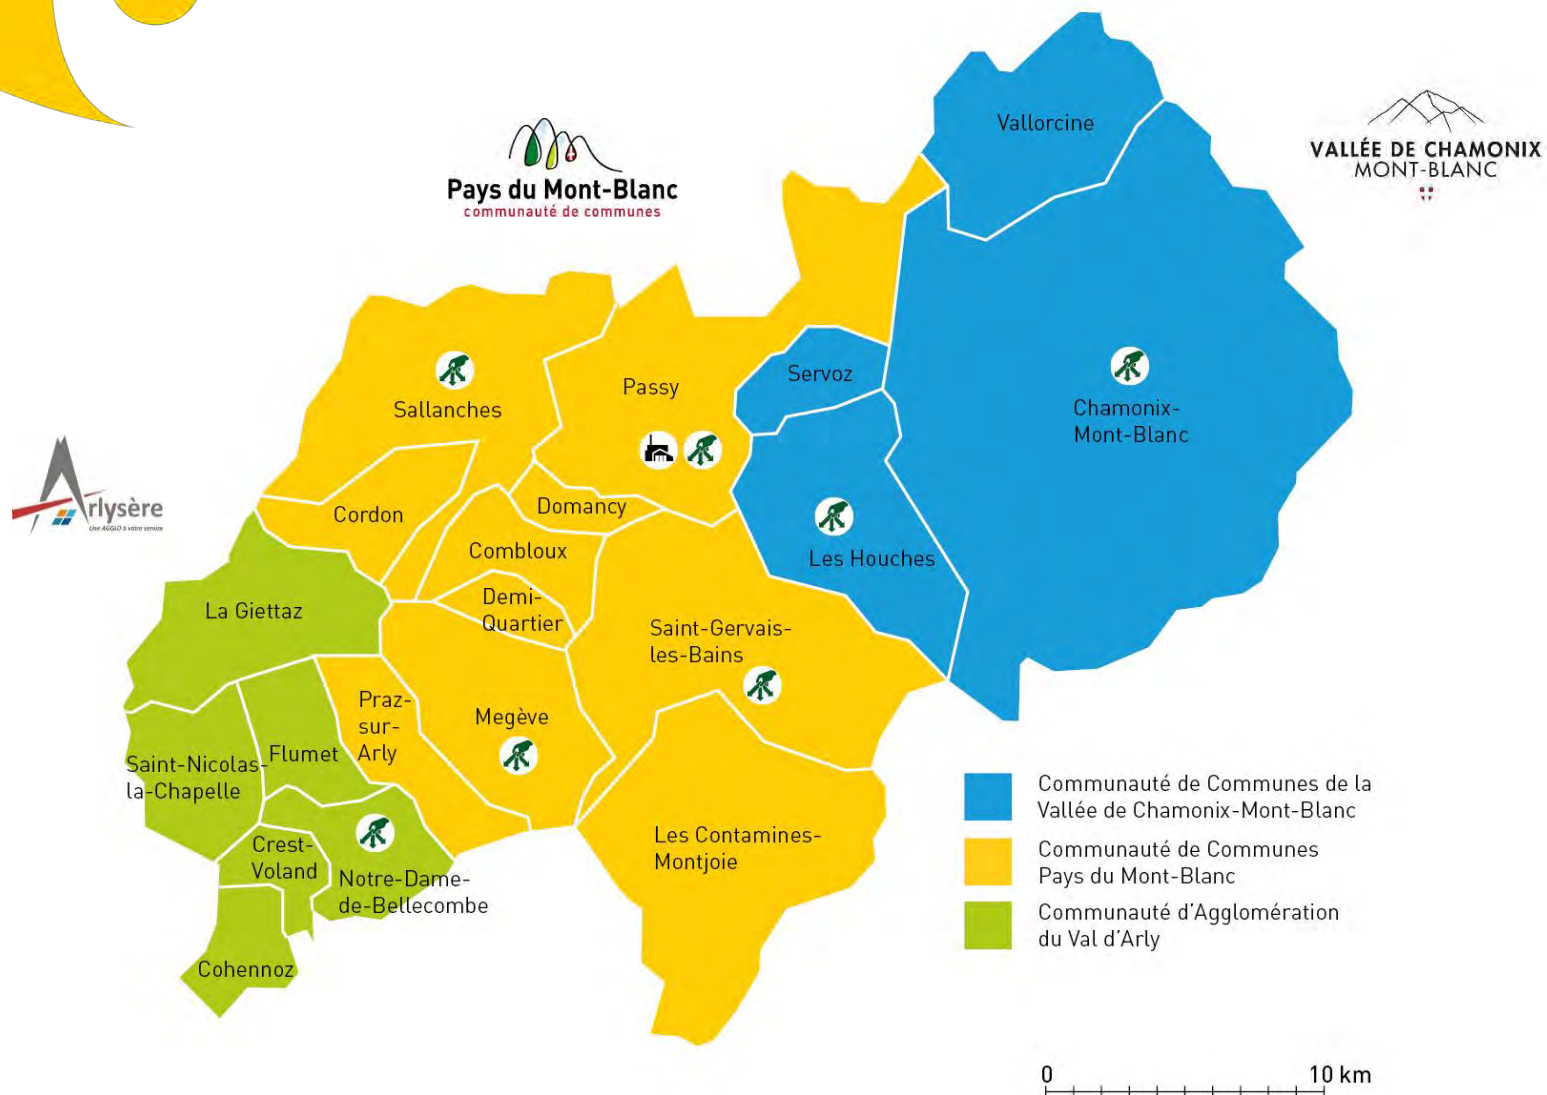 Vallorcine
VALLÉE DE CHAMONIX
MONT-BLANC
Pays du Mont-Blanc
communauté de communes
Servoz
Passy
Sallanches
Chamonix-
Mont-Blanc
Arlysère
Une AGGLO à votre service
Cordon
Domancy
Combloux
Les Houches
Demi-
Quartier
La Giettaz
Saint-Gervais-
les-Bains
Praz-
sur-
Arly
Megève
Flumet
Saint-Nicolas-
la-Chapelle
Les Contamines-
Montjoie
Crest-
Voland
Notre-Dame-
de-Bellecombe
Cohennoz
Communauté de Communes de la
Vallée de Chamonix-Mont-Blanc
Communauté de Communes
Pays du Mont-Blanc
Communauté d'Agglomération
du Val d'Arly
0 10 km